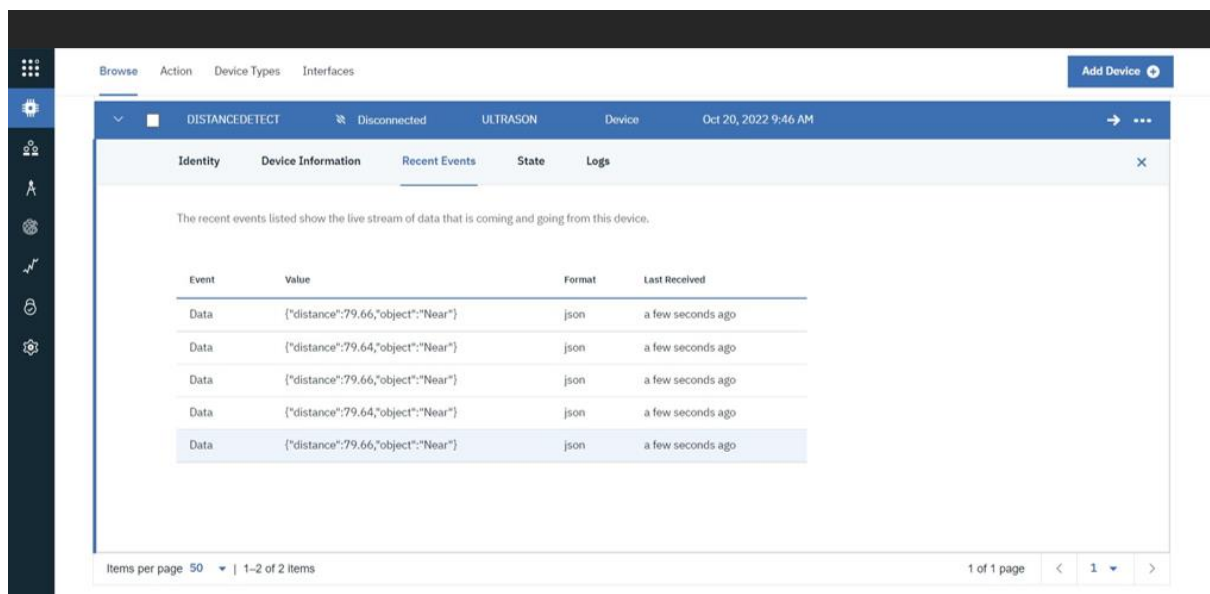 Browse Action Device Types Interfaces Add Device
DISTANCEDETECT Disconnected ULTRASON Device Oct 20, 2022 9:46 AM
Identity Device Information Recent Events State Logs
The recent events listed show the live stream of data that is coming and going from this device.
Event Value Format Last Received
Data {"distance":79.66,"object":"Near"} json a few seconds ago
Data {"distance":79.64,"object":"Near"} json a few seconds ago
Data {"distance":79.66,"object":"Near"} json a few seconds ago
Data {"distance":79.64,"object":"Near"} json a few seconds ago
Data {"distance":79.66,"object":"Near"} json a few seconds ago
Items per page 50 | 1–2 of 2 items 1 of 1 page 1